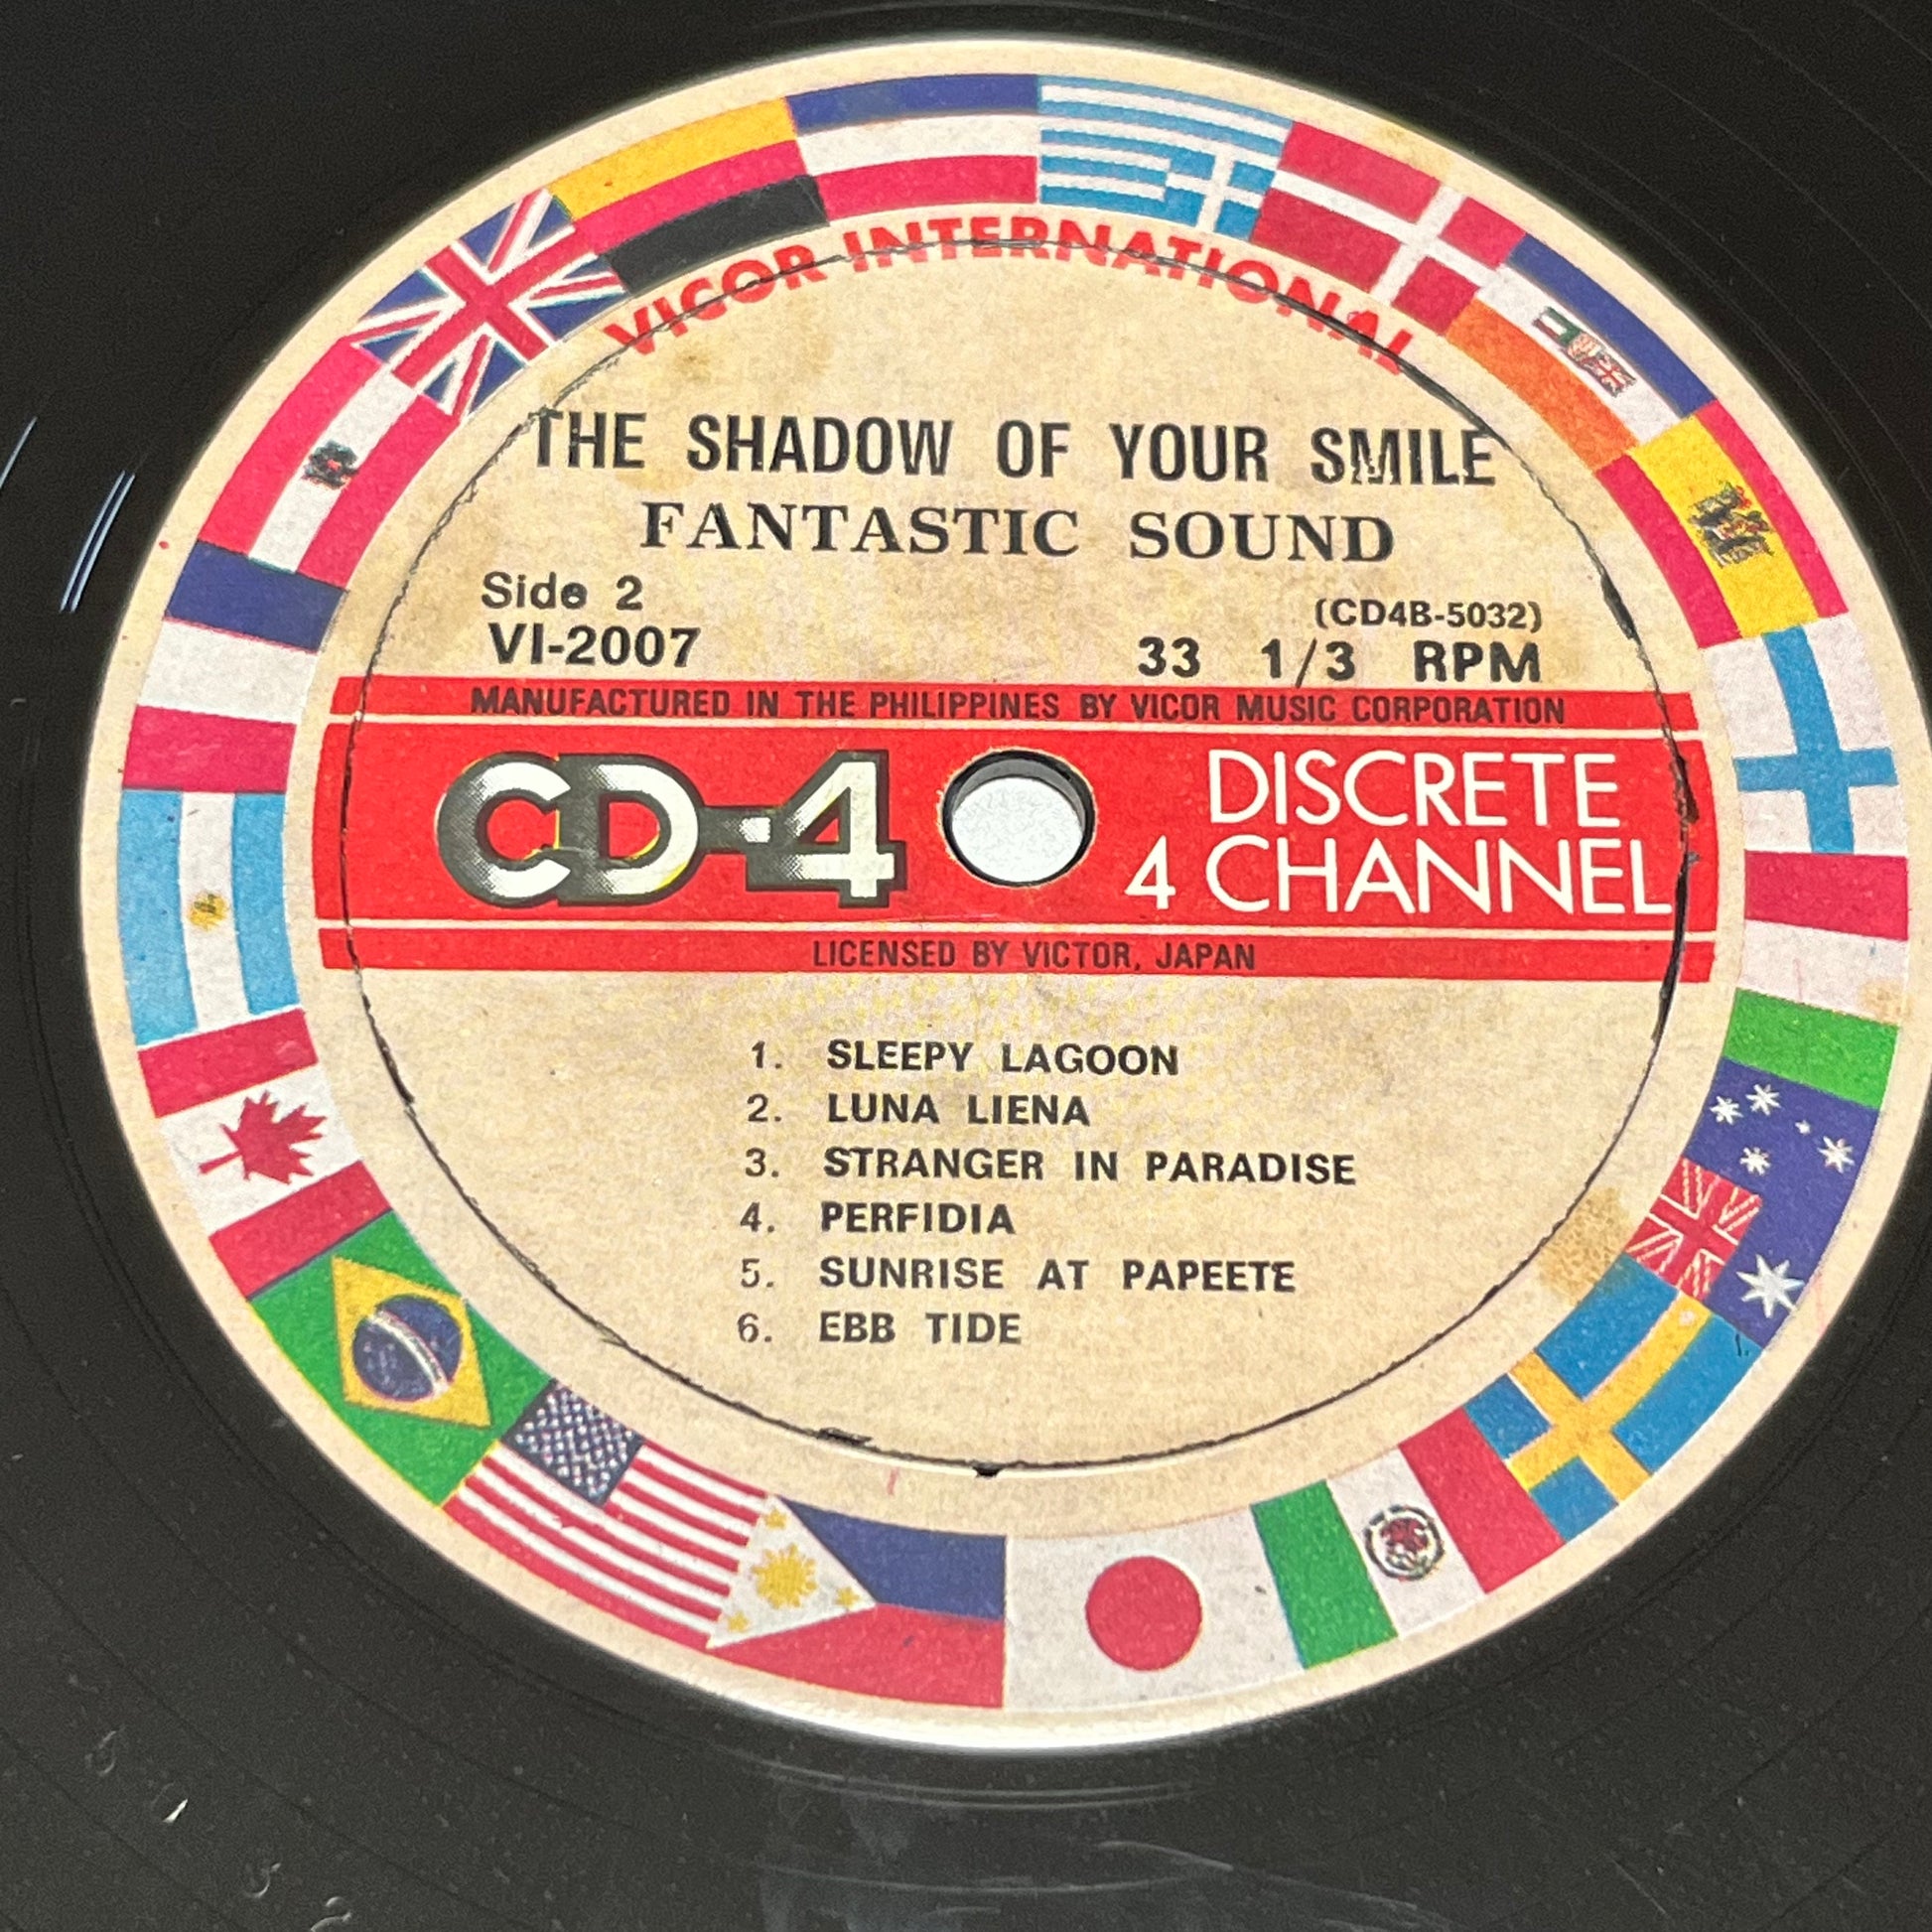 VICOR INTERNATIONAL
THE SHADOW OF YOUR SMILE
FANTASTIC SOUND
Side 2
(CD4B-5032)
VI-2007
33 1/3 RPM
MANUFACTURED IN THE PHILIPPINES BY VICOR MUSIC CORPORATION
CD-4
DISCRETE
4 CHANNEL
LICENSED BY VICTOR, JAPAN
1. SLEEPY LAGOON
2. LUNA LIENA
3. STRANGER IN PARADISE
4. PERFIDIA
5. SUNRISE AT PAPEETE
6. EBB TIDE